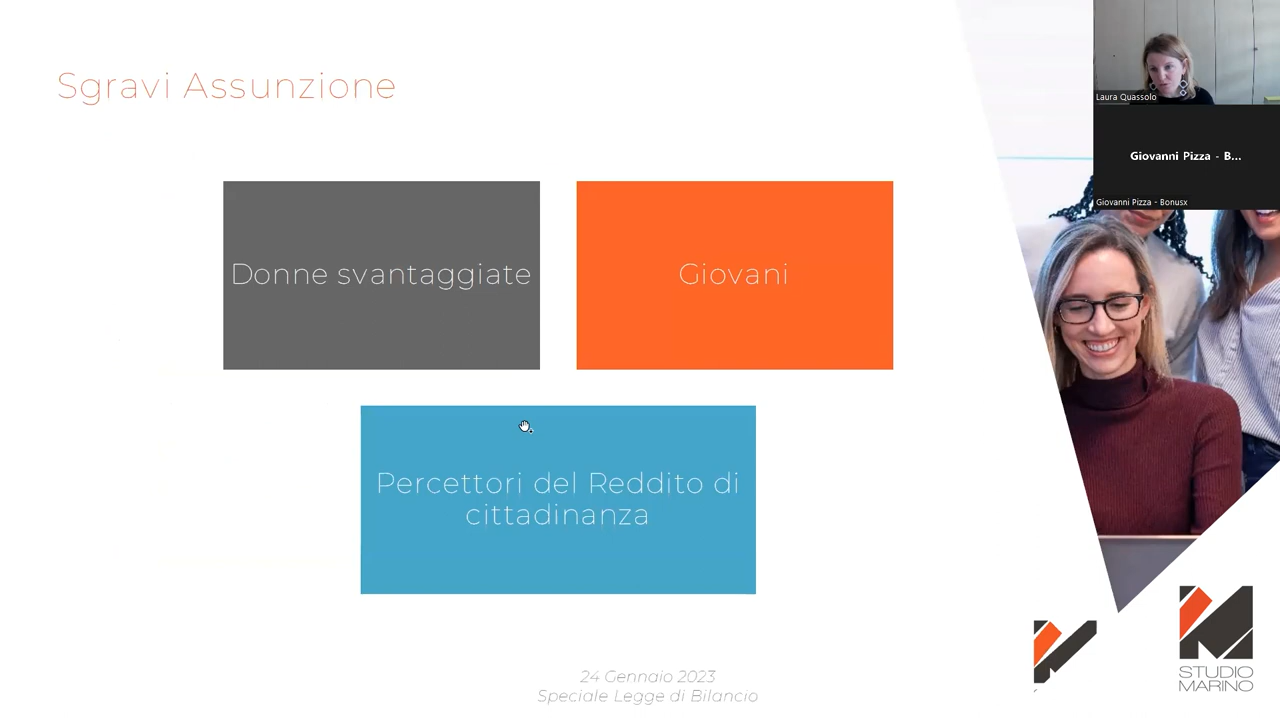 Sgravi Assunzione
Laura Quassolo
Giovanni Pizza - B...
Giovanni Pizza - Bonusx
Donne svantaggiate
Giovani
Percettori del Reddito di
cittadinanza
24 Gennaio 2023
Speciale Legge di Bilancio
STUDIO
MARINO